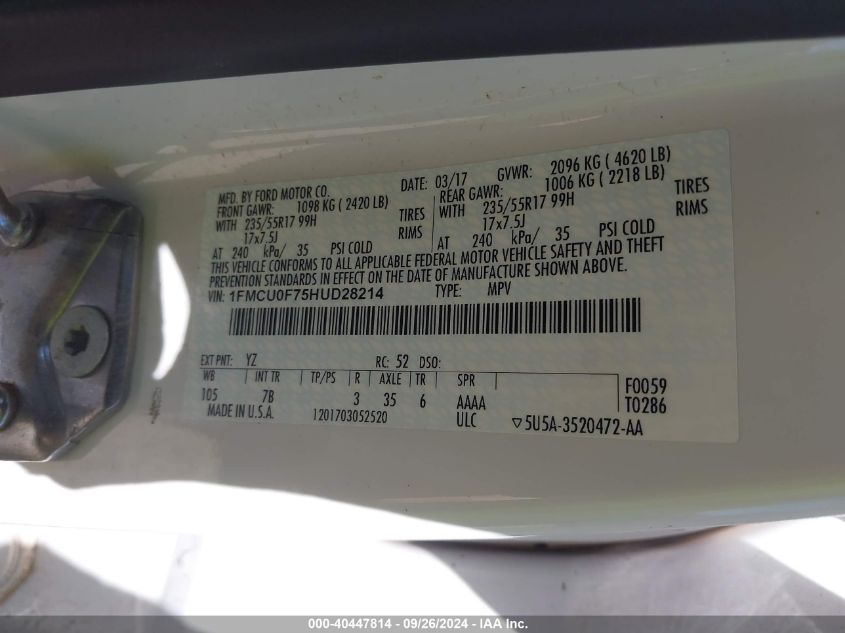 MFD. BY FORD MOTOR CO. DATE: 03/17 GVWR: 2096 KG ( 4620 LB)
FRONT GAWR: 1098 KG ( 2420 LB) REAR GAWR: 1006 KG ( 2218 LB)
WITH 235/55R17 99H TIRES WITH 235/55R17 99H TIRES
17x7.5J RIMS 17x7.5J RIMS
AT 240 kPa/ 35 PSI COLD AT 240 kPa/ 35 PSI COLD
THIS VEHICLE CONFORMS TO ALL APPLICABLE FEDERAL MOTOR VEHICLE SAFETY AND THEFT
PREVENTION STANDARDS IN EFFECT ON THE DATE OF MANUFACTURE SHOWN ABOVE.
VIN: 1FMCU0F75HUD28214 TYPE: MPV
EXT PNT: YZ RC: 52 DSO:
WB INT TR TP/PS R AXLE TR SPR
105 7B 3 35 6 AAAA F0059
MADE IN U.S.A. 1201703052520 ULC T0286
▽5U5A-3520472-AA
000-40447814 - 09/26/2024 - IAAI.com.